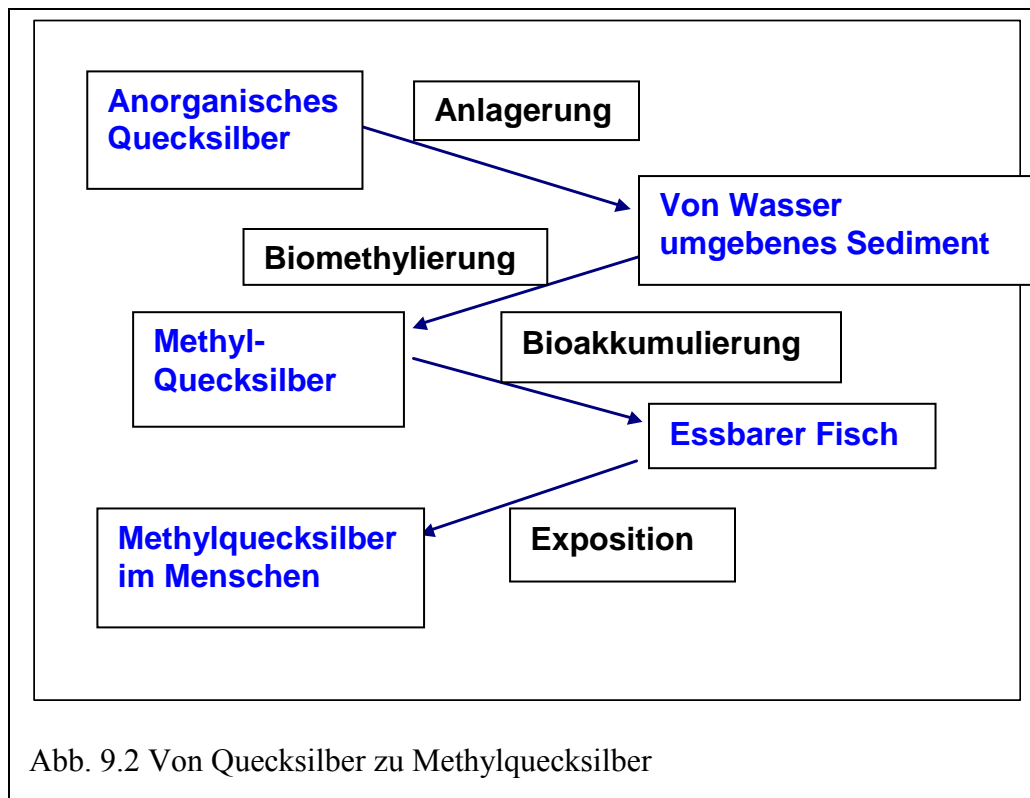 Anorganisches
Quecksilber
Anlagerung
Von Wasser
umgebenes Sediment
Biomethylierung
Methyl-
Quecksilber
Bioakkumulierung
Essbarer Fisch
Methylquecksilber
im Menschen
Exposition
Abb. 9.2 Von Quecksilber zu Methylquecksilber